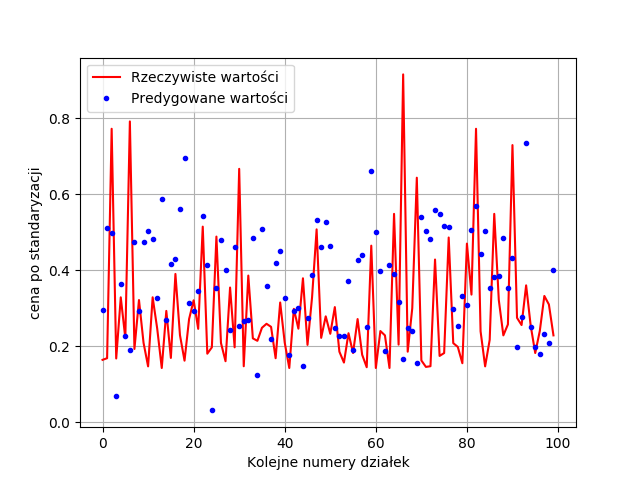 Rzeczywiste wartości
Predygowane wartości
cena po standaryzacji
0.8
0.6
0.4
0.2
0.0
0 20 40 60 80 100
Kolejne numery działek